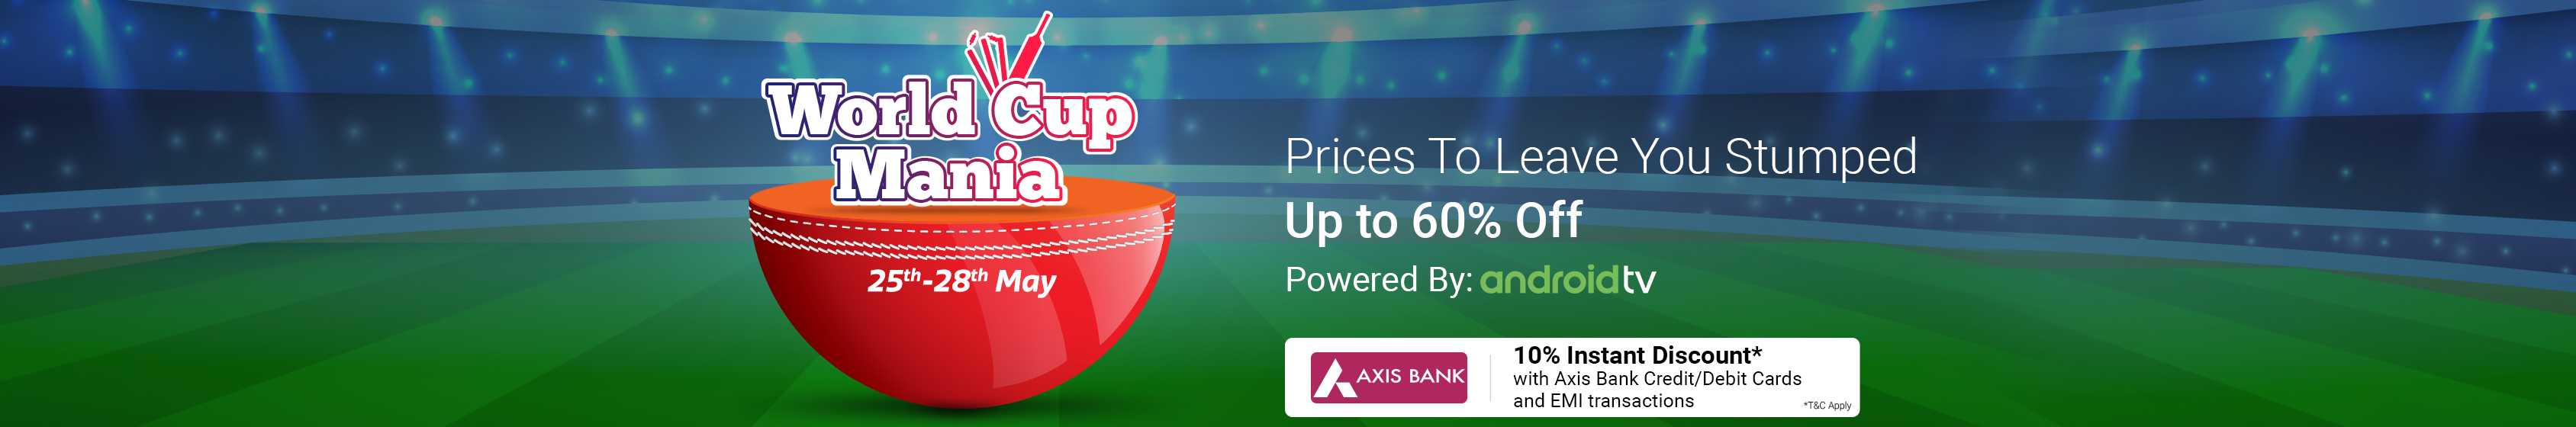 World Cup
Mania
25th-28th May
Prices To Leave You Stumped
Up to 60% Off
Powered By: androidtv
AXIS BANK
10% Instant Discount*
with Axis Bank Credit/Debit Cards
and EMI transactions
*T&C Apply